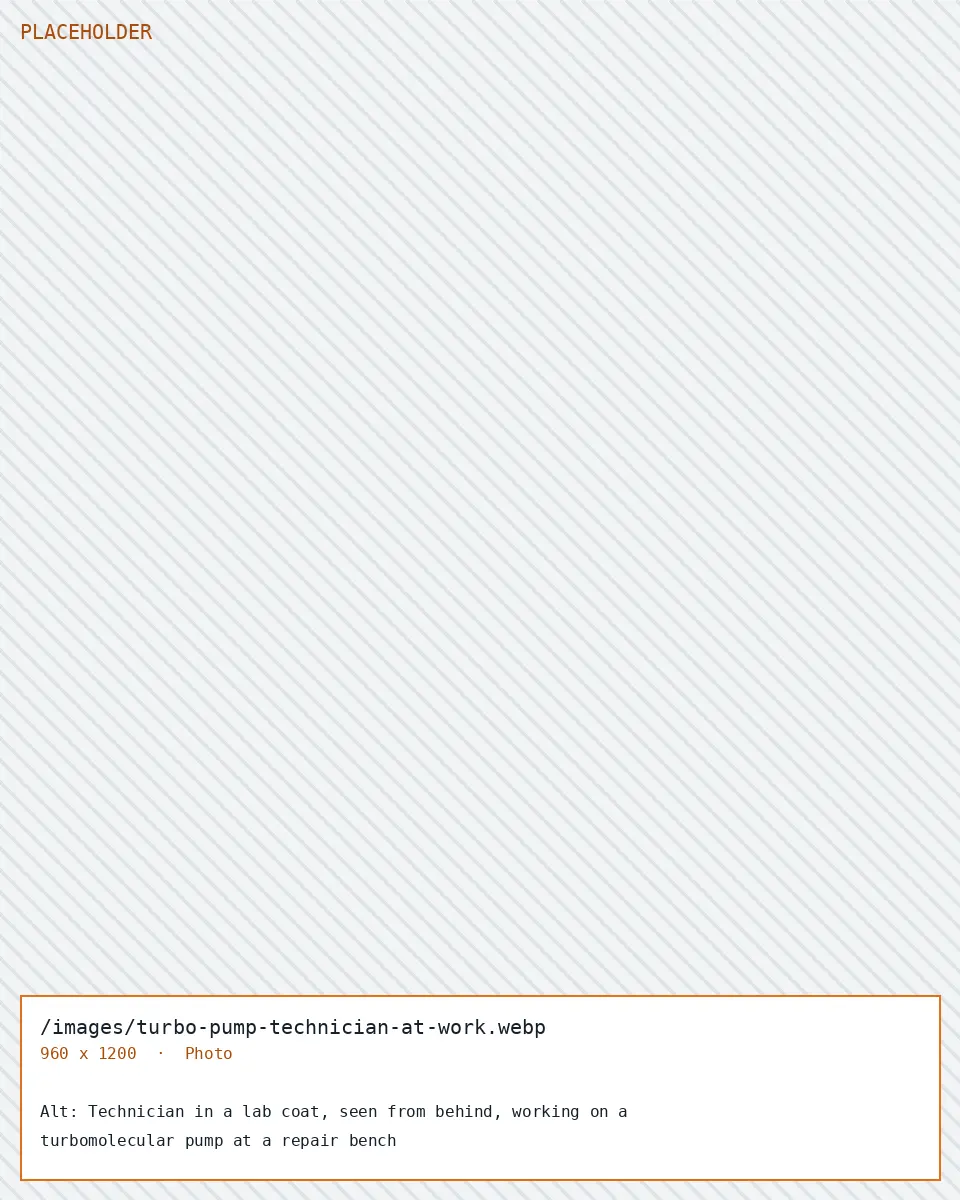 PLACEHOLDER
/images/turbo-pump-technician-at-work.webp
960 x 1200 · Photo
Alt: Technician in a lab coat, seen from behind, working on a
turbomolecular pump at a repair bench